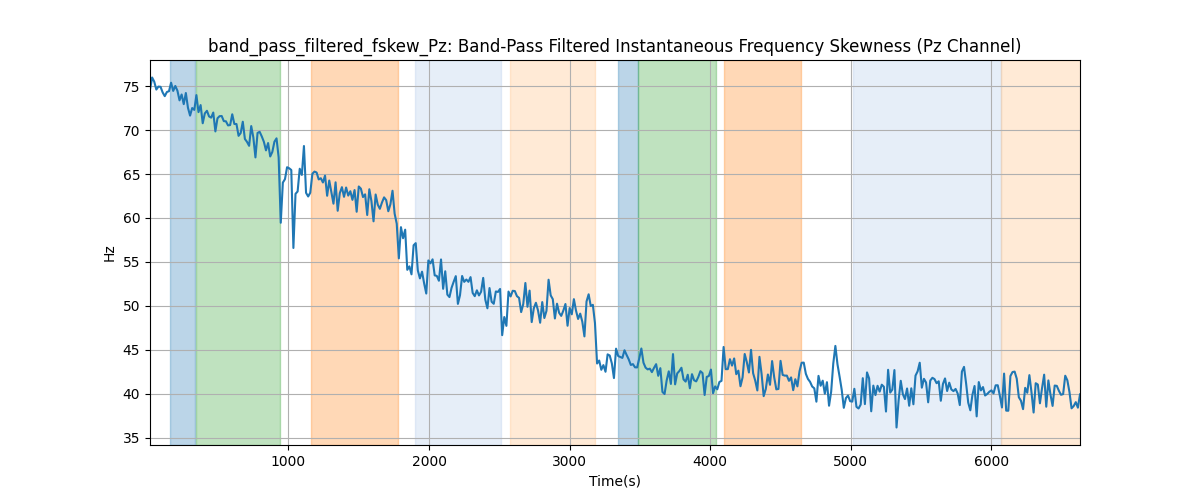 band_pass_filtered_fskew_Pz: Band-Pass Filtered Instantaneous Frequency Skewness (Pz Channel)
75
70
65
60
55
50
45
40
35
Hz
1000 2000 3000 4000 5000 6000
Time(s)